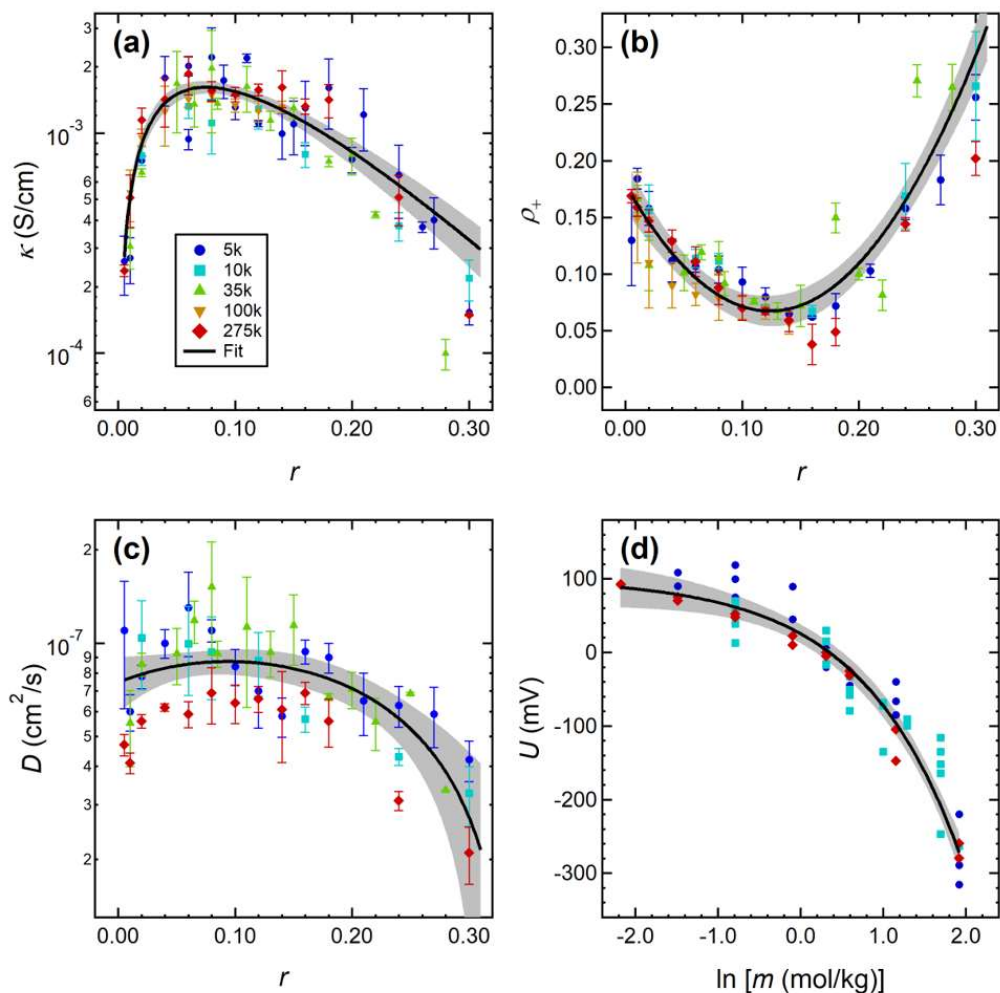 (a)
κ (S/cm)
3
2
10⁻³
6
5
4
3
2
10⁻⁴
6
5k
10k
35k
100k
275k
Fit
0.00 0.10 0.20 0.30
r
(b)
ρ₊
0.30
0.25
0.20
0.15
0.10
0.05
0.00
0.00 0.10 0.20 0.30
r
(c)
D (cm²/s)
2
10⁻⁷
9
8
7
6
5
4
3
2
0.00 0.10 0.20 0.30
r
(d)
U (mV)
100
0
-100
-200
-300
-2.0 -1.0 0.0 1.0 2.0
ln [m (mol/kg)]